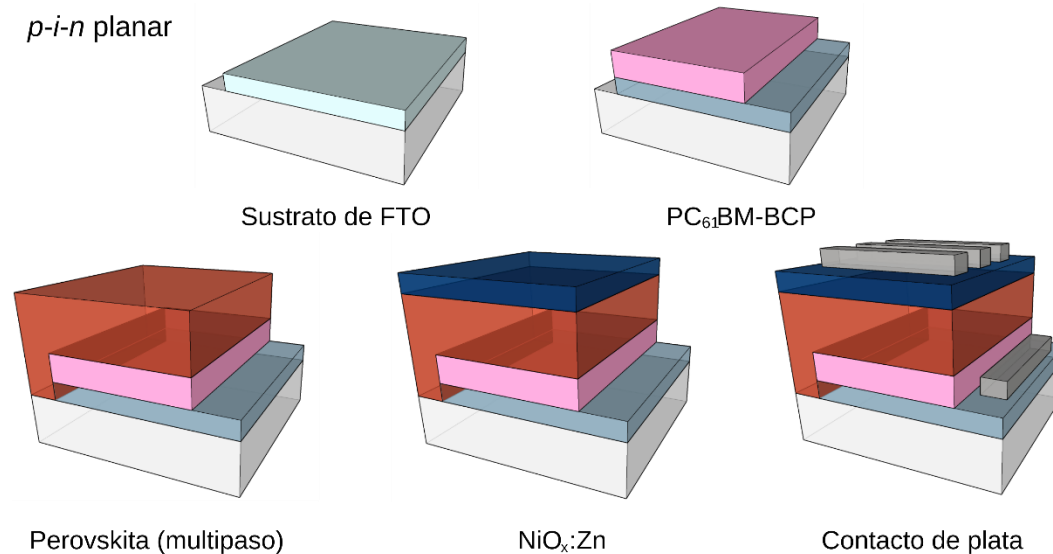 p-i-n planar
Sustrato de FTO
PC₆₁BM-BCP
Perovskita (multipaso)
NiOₓ:Zn
Contacto de plata